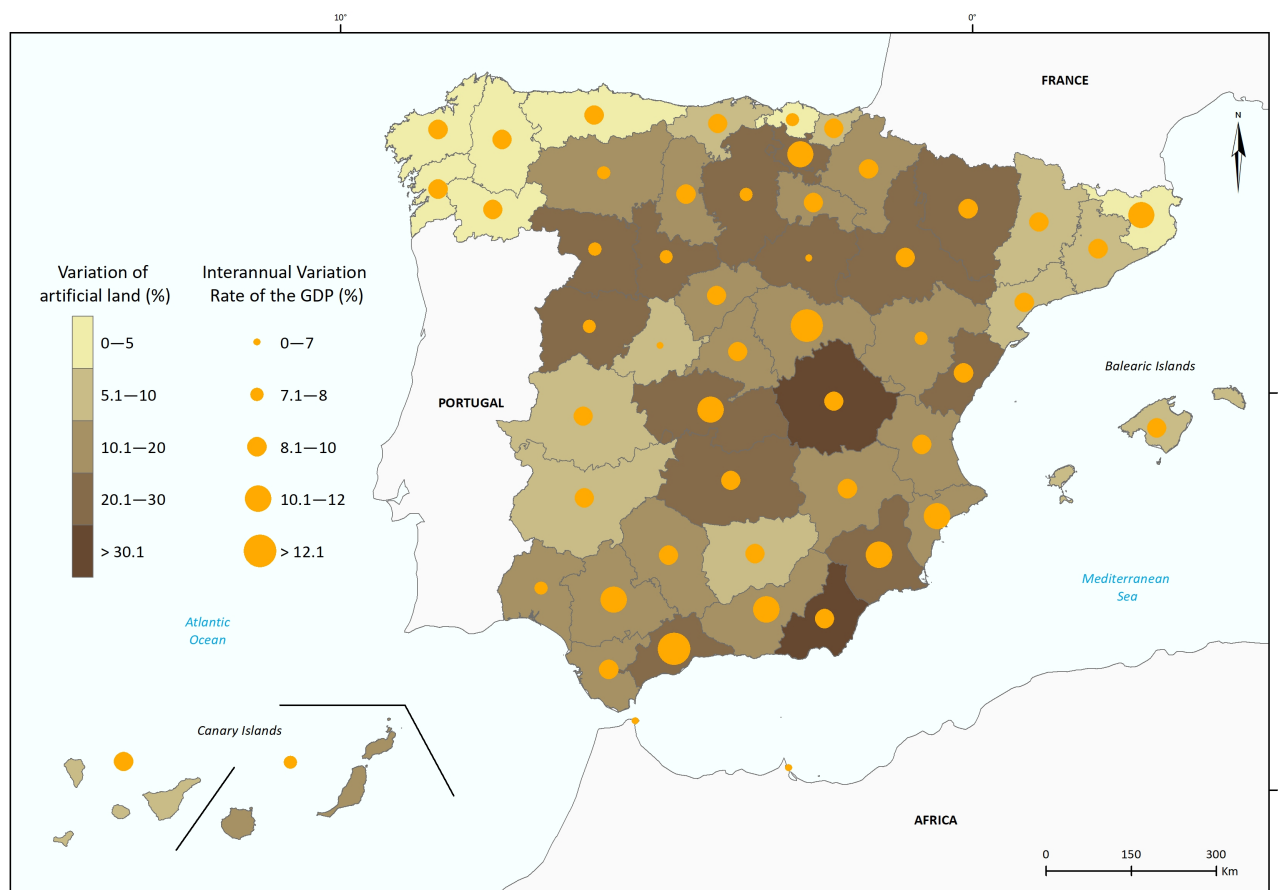 10°
0°
FRANCE
N
Variation of
artificial land (%)
0—5
5.1—10
10.1—20
20.1—30
> 30.1
Interannual Variation
Rate of the GDP (%)
0—7
7.1—8
8.1—10
10.1—12
> 12.1
PORTUGAL
Balearic Islands
Mediterranean
Sea
Atlantic
Ocean
Canary Islands
AFRICA
0 150 300
Km